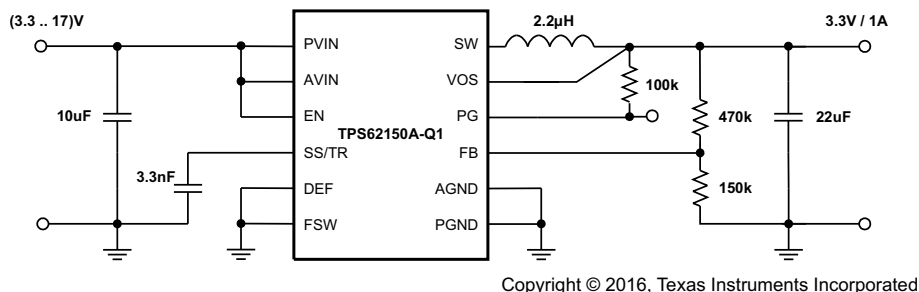 (3.3 .. 17)V
3.3V / 1A
2.2µH
PVIN
SW
AVIN
VOS
100k
10uF
EN
PG
470k
22uF
TPS62150A-Q1
SS/TR
FB
3.3nF
DEF
AGND
150k
FSW
PGND
Copyright © 2016, Texas Instruments Incorporated